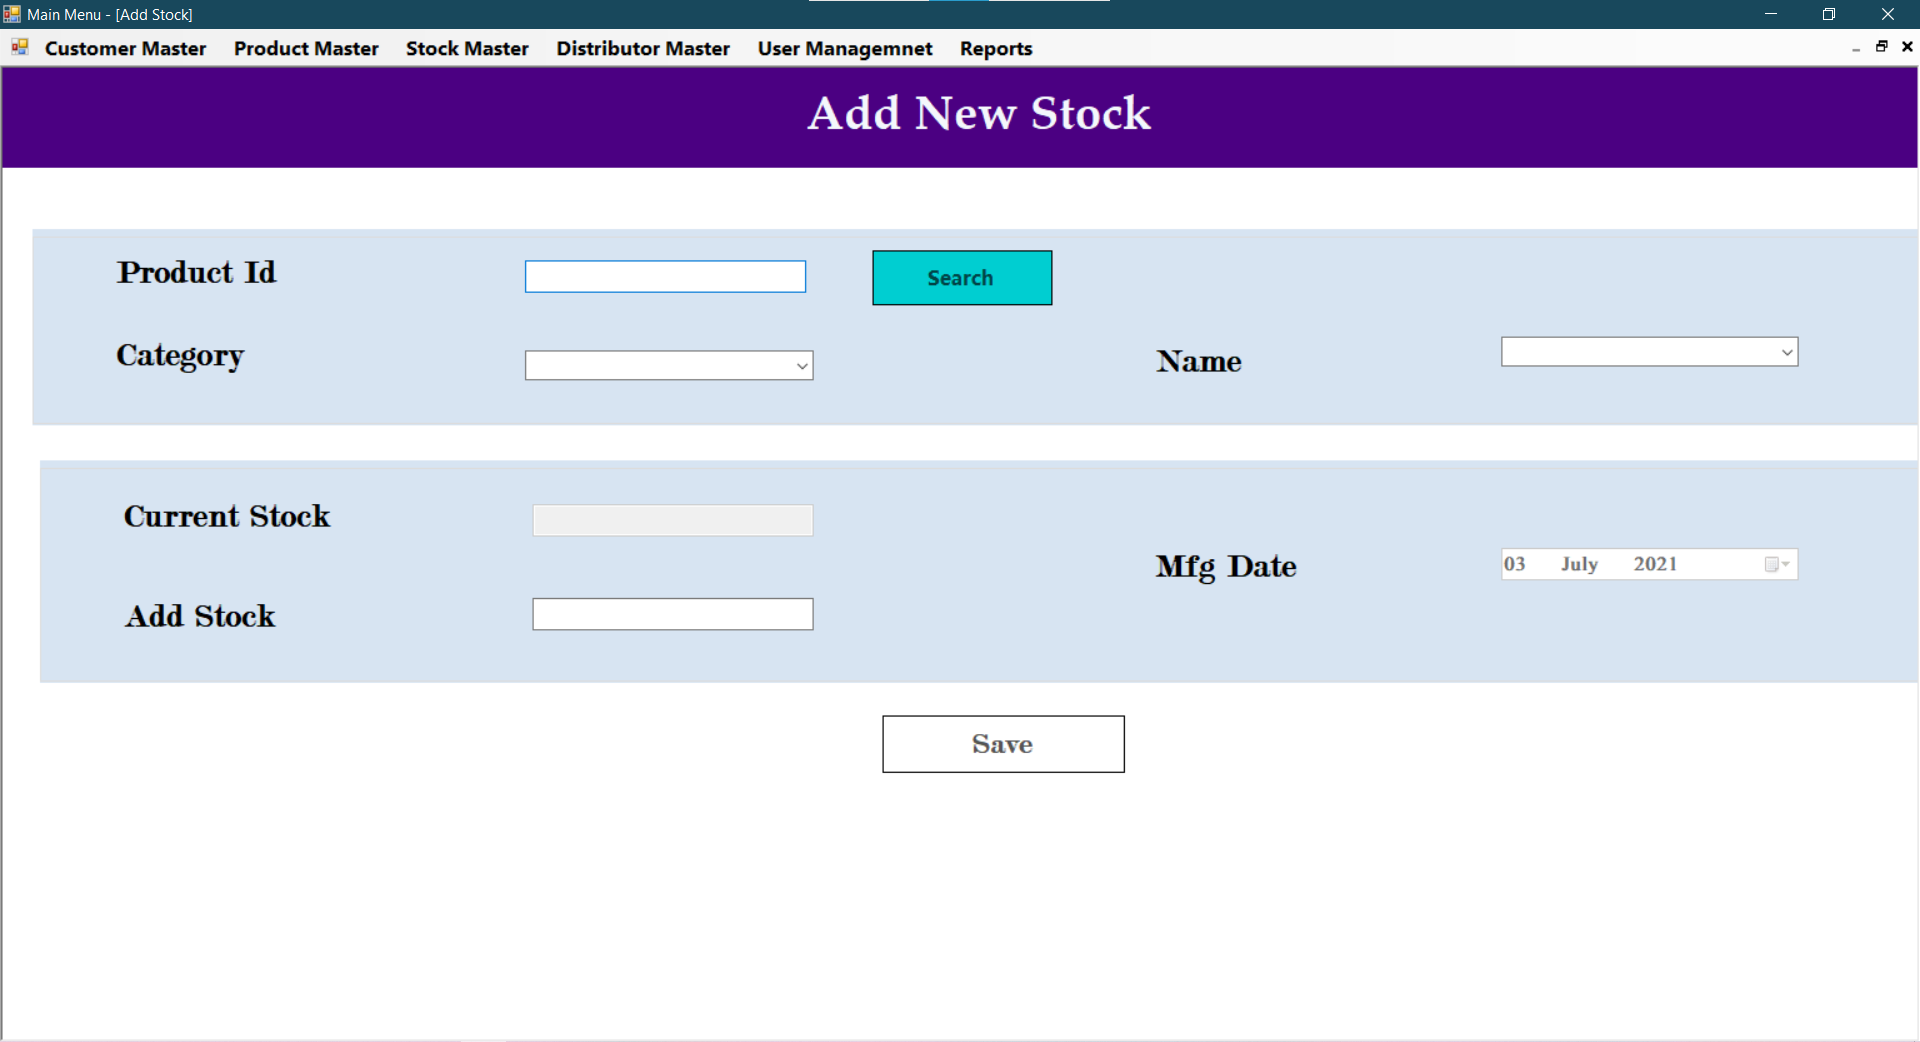 Main Menu - [Add Stock]
Customer Master Product Master Stock Master Distributor Master User Managemnet Reports
Add New Stock
Product Id
Search
Category
Name
Current Stock
Mfg Date 03 July 2021
Add Stock
Save